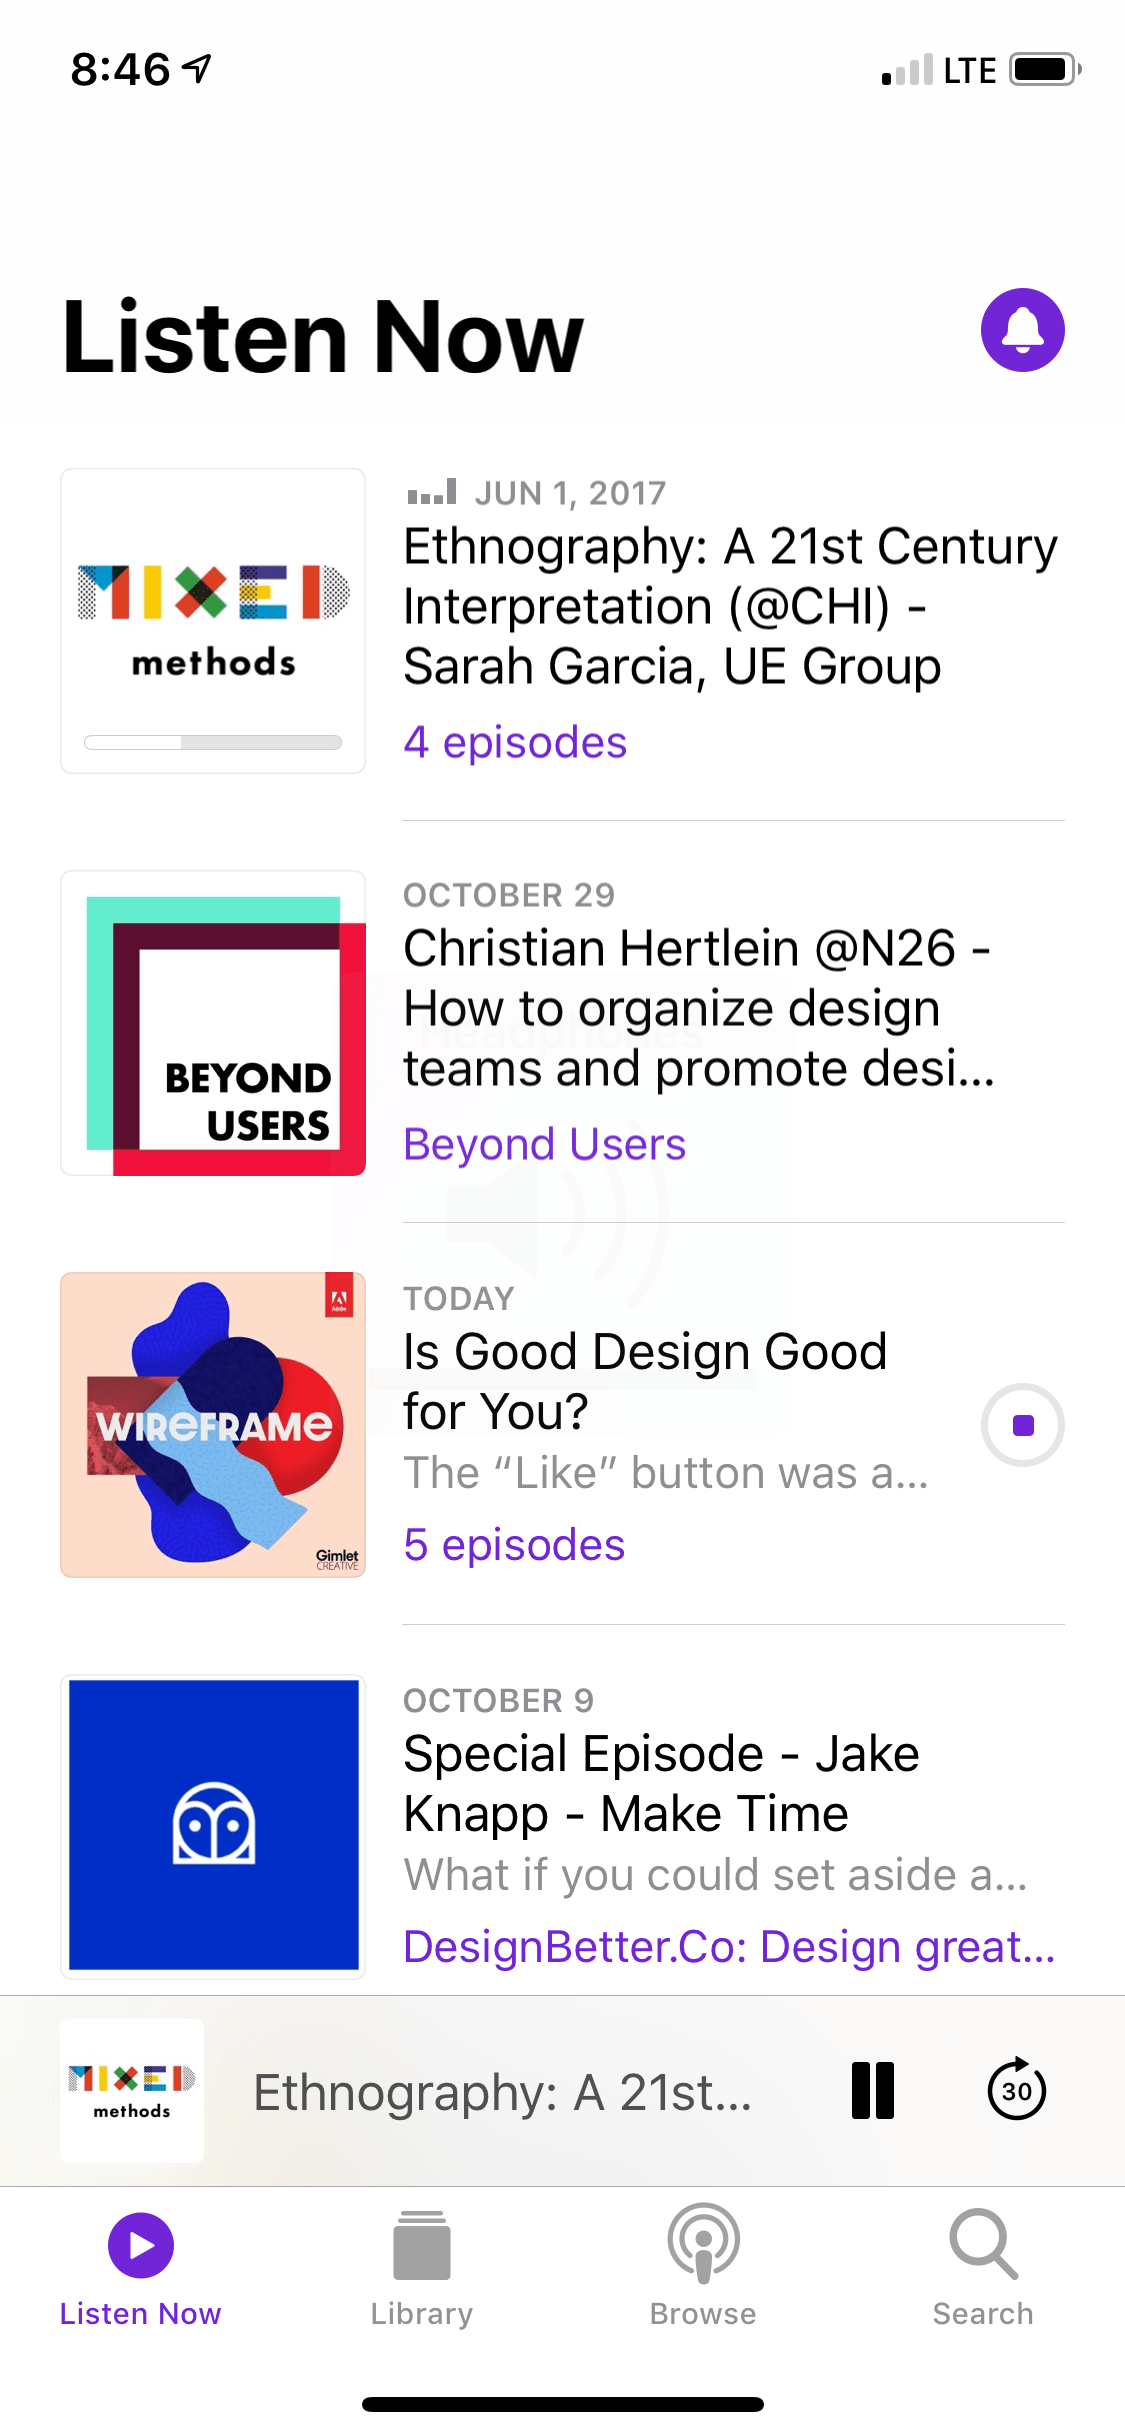 8:46
LTE
Listen Now
MIXED
methods
JUN 1, 2017
Ethnography: A 21st Century
Interpretation (@CHI) -
Sarah Garcia, UE Group
4 episodes
BEYOND
USERS
OCTOBER 29
Christian Hertlein @N26 -
How to organize design
teams and promote desi...
Beyond Users
Headphones
Adobe
WIREFRAME
Gimlet
CREATIVE
TODAY
Is Good Design Good
for You?
The “Like” button was a...
5 episodes
OCTOBER 9
Special Episode - Jake
Knapp - Make Time
What if you could set aside a...
DesignBetter.Co: Design great...
MIXED
methods
Ethnography: A 21st...
30
Listen Now
Library
Browse
Search